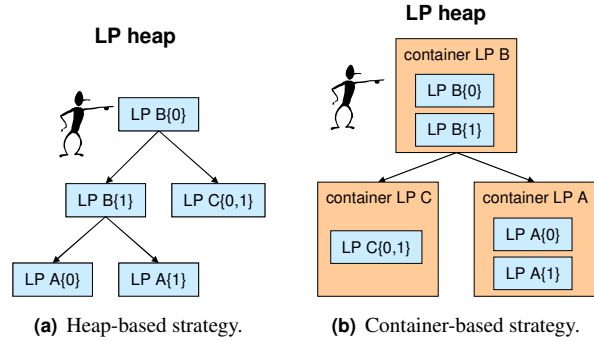 LP heap
LP B{0}
LP B{1}
LP C{0,1}
LP A{0}
LP A{1}
(a) Heap-based strategy.
LP heap
container LP B
LP B{0}
LP B{1}
container LP C
LP C{0,1}
container LP A
LP A{0}
LP A{1}
(b) Container-based strategy.